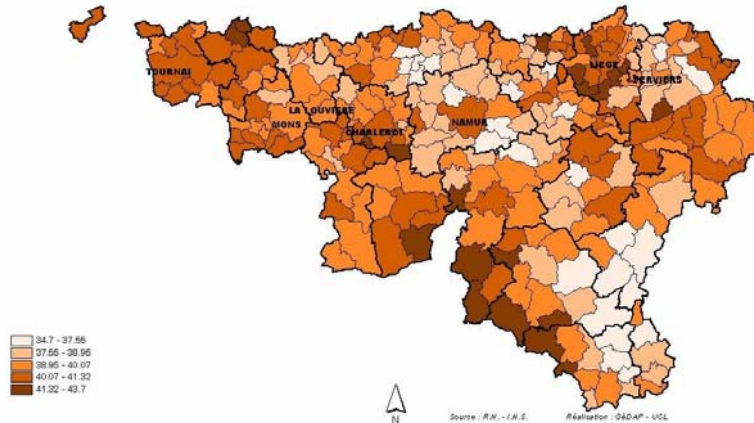 LIEGE
TOURNAI
VERVIERS
LA LOUVIERE
MONS
NAMUR
CHARLEROI
34.7 - 37.55
37.55 - 38.95
38.95 - 40.07
40.07 - 41.32
41.32 - 43.7
N
Source : R.N. - I.N.S.
Réalisation : GéDAP - UCL